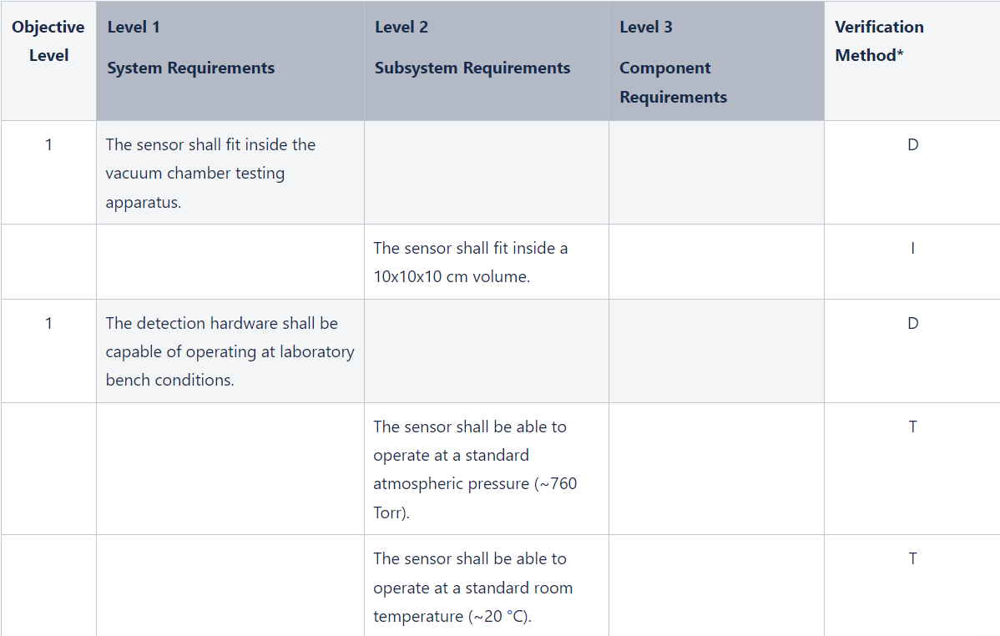 Objective Level
Level 1
System Requirements
Level 2
Subsystem Requirements
Level 3
Component Requirements
Verification Method*
1
The sensor shall fit inside the
vacuum chamber testing
apparatus.
D
The sensor shall fit inside a
10x10x10 cm volume.
I
1
The detection hardware shall be
capable of operating at laboratory
bench conditions.
D
The sensor shall be able to
operate at a standard
atmospheric pressure (~760
Torr).
T
The sensor shall be able to
operate at a standard room
temperature (~20 °C).
T